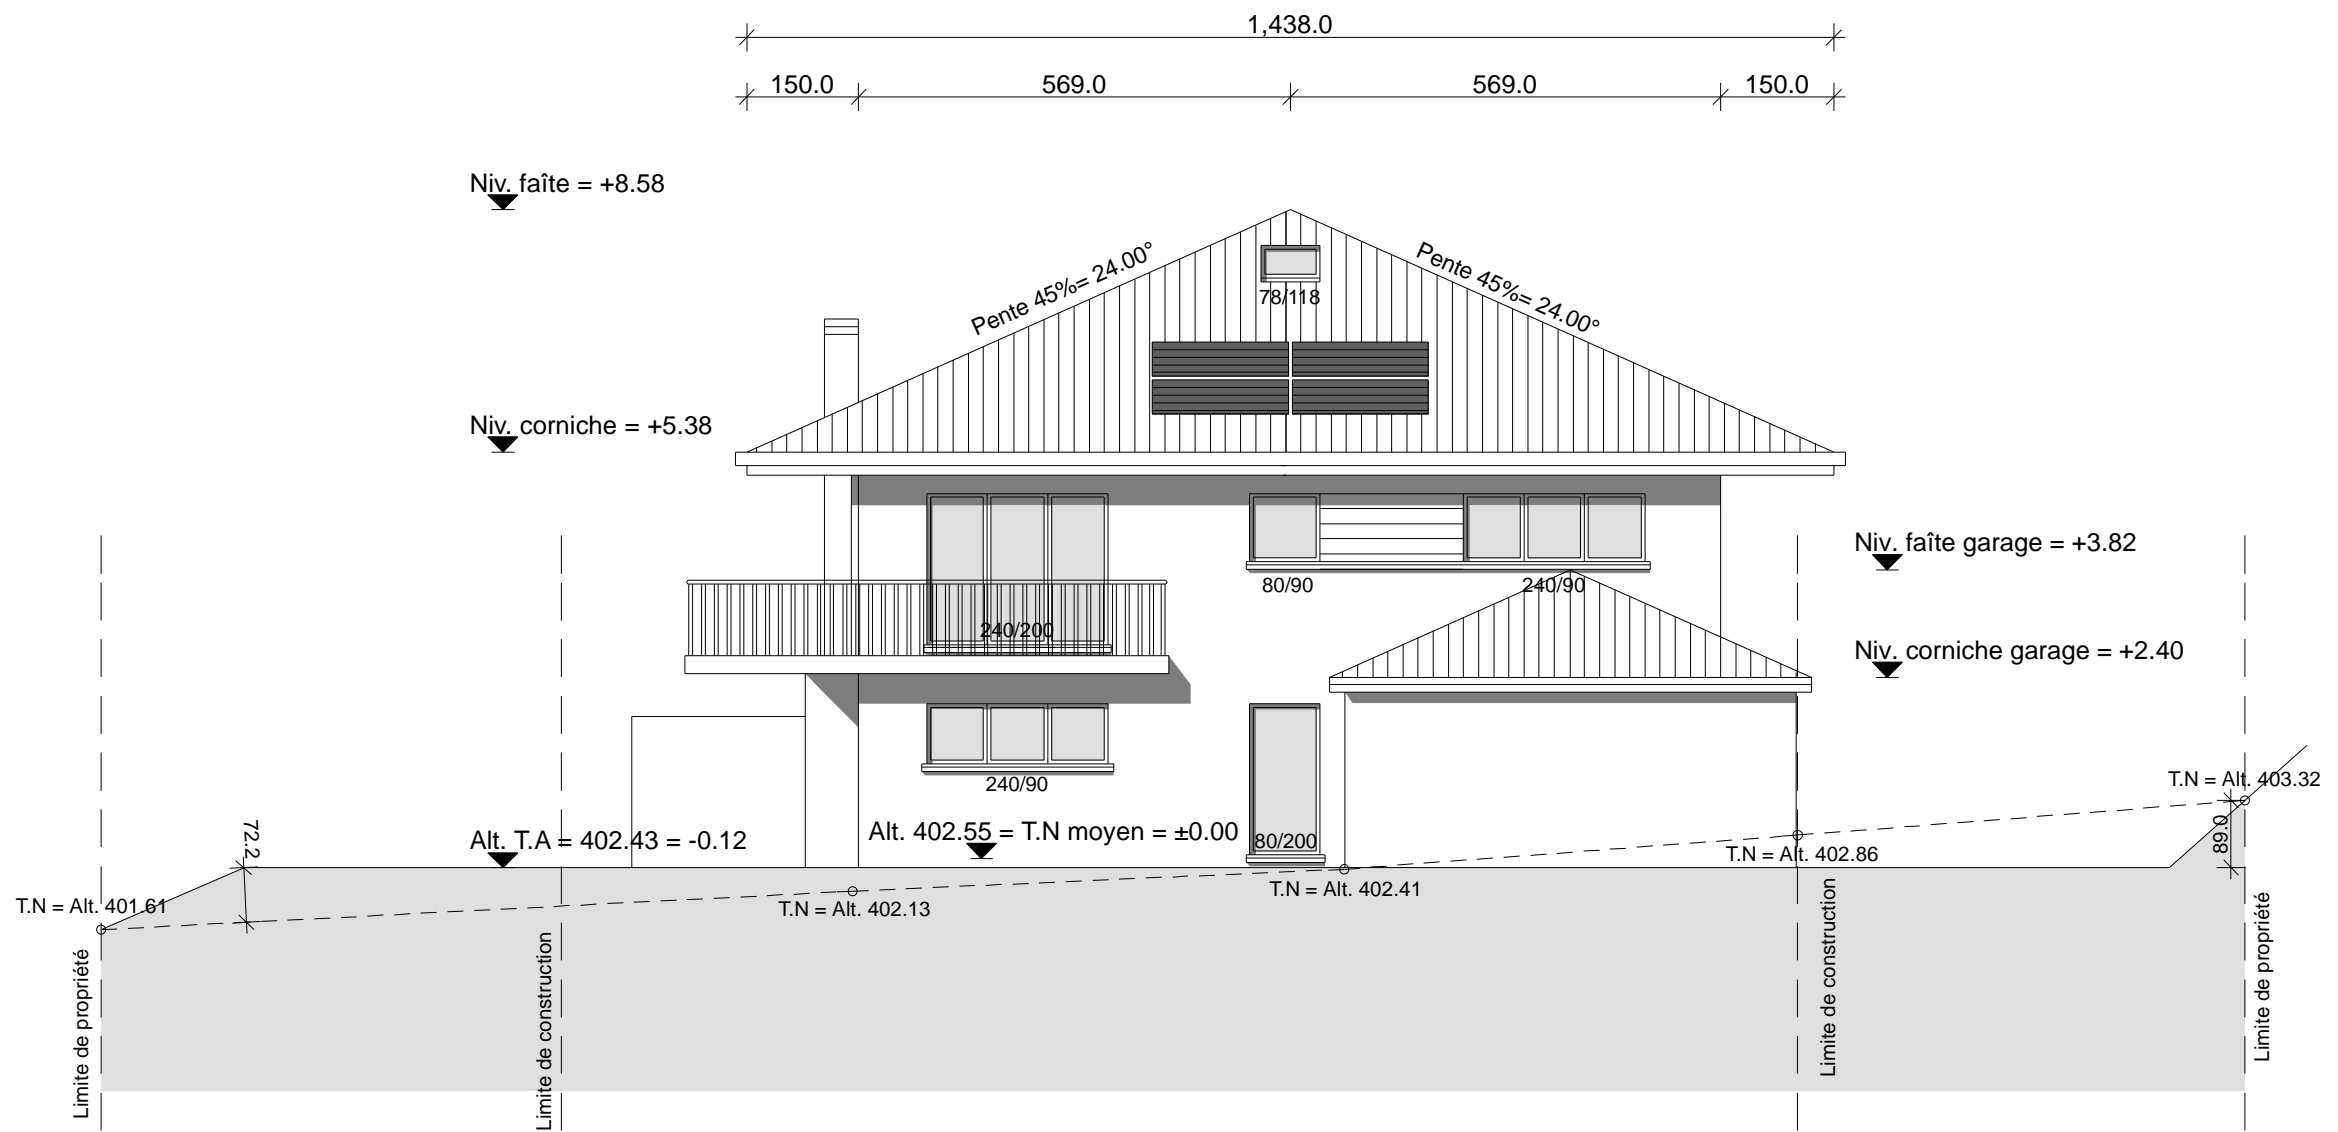 1,438.0
150.0
569.0
569.0
150.0
Niv. faîte = +8.58
Pente 45%= 24.00°
Pente 45%= 24.00°
78/118
Niv. corniche = +5.38
Niv. faîte garage = +3.82
80/90
240/90
240/200
Niv. corniche garage = +2.40
240/90
T.N = Alt. 403.32
72.2
Alt. T.A = 402.43 = -0.12
Alt. 402.55 = T.N moyen = ±0.00
80/200
89.0
T.N = Alt. 402.86
T.N = Alt. 401.61
T.N = Alt. 402.13
T.N = Alt. 402.41
Limite de propriété
Limite de construction
Limite de construction
Limite de propriété